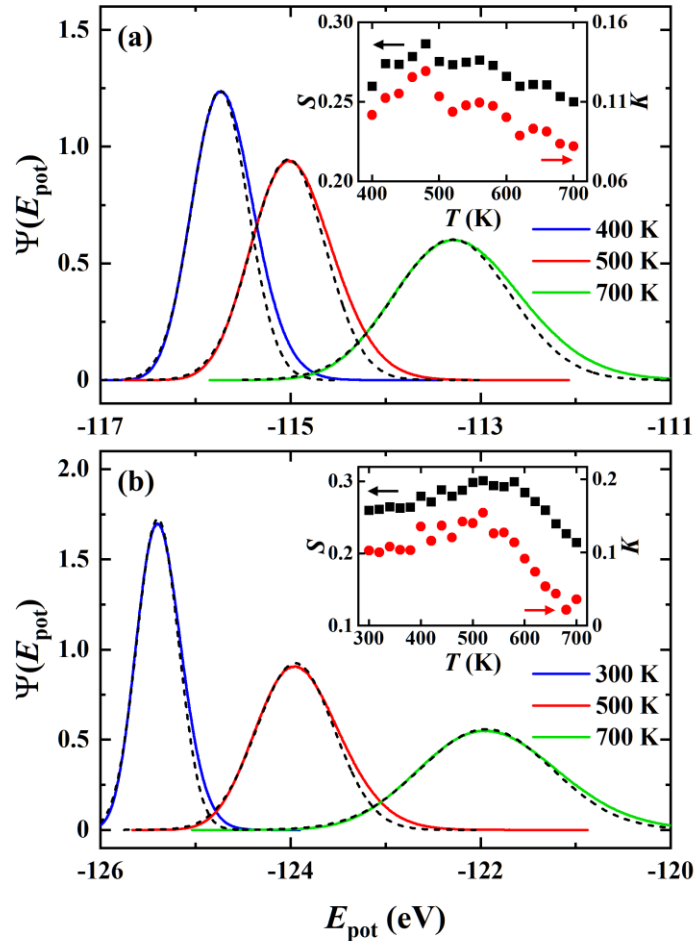 (a)
1.5
1.0
0.5
0
Ψ(E_pot)
-117 -115 -113 -111
S
0.30
0.25
0.20
K
0.16
0.11
0.06
400 500 600 700
T (K)
400 K
500 K
700 K
(b)
2.0
1.5
1.0
0.5
0
Ψ(E_pot)
-126 -124 -122 -120
S
0.3
0.2
0.1
K
0.2
0.1
0
300 400 500 600 700
T (K)
300 K
500 K
700 K
E_pot (eV)